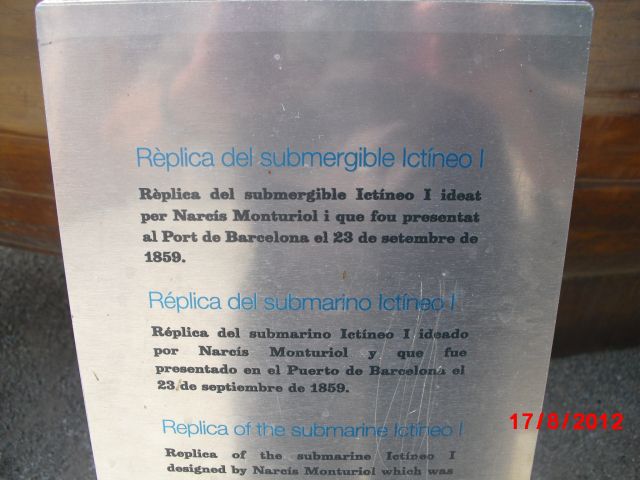 Rèplica del submergible Ictíneo I
Rèplica del submergible Ictíneo I ideat
per Narcís Monturiol i que fou presentat
al Port de Barcelona el 23 de setembre de
1859.
Réplica del submarino Ictíneo I
Réplica del submarino Ictíneo I ideado
por Narcís Monturiol y que fue
presentado en el Puerto de Barcelona el
23 de septiembre de 1859.
Replica of the submarine Ictíneo I
Replica of the submarine Ictíneo I
designed by Narcís Monturiol which was
17/8/2012